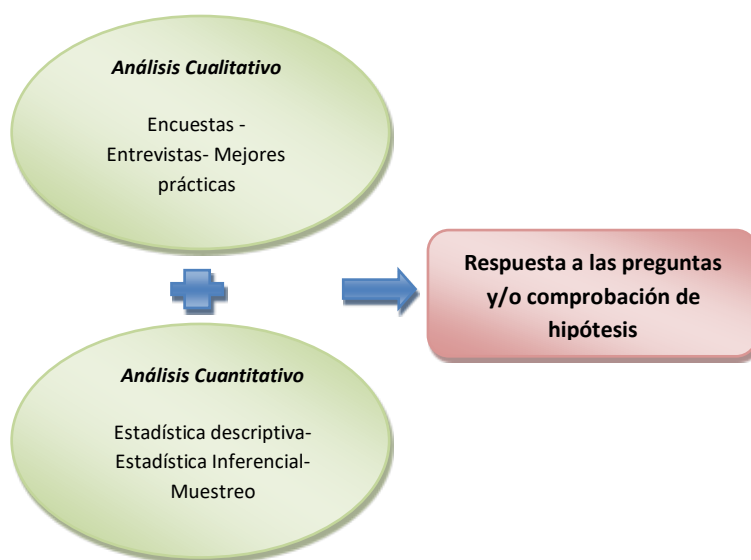 Análisis Cualitativo
Encuestas -
Entrevistas- Mejores
prácticas
Respuesta a las preguntas
y/o comprobación de
hipótesis
Análisis Cuantitativo
Estadística descriptiva-
Estadística Inferencial-
Muestreo